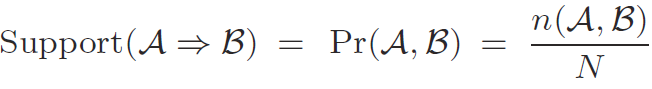 Support(𝒜 ⇒ ℬ) = Pr(𝒜, ℬ) = n(𝒜, ℬ) / N